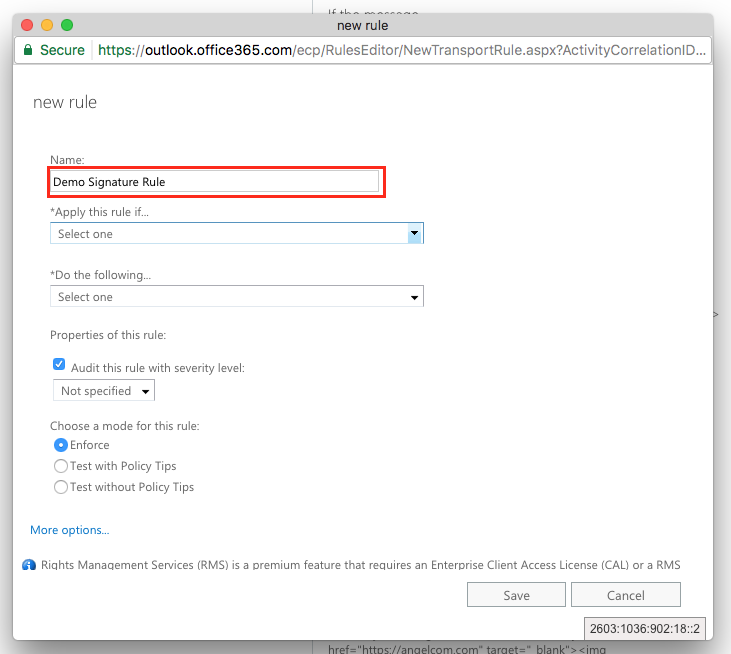 If the message
new rule
Secure https://outlook.office365.com/ecp/RulesEditor/NewTransportRule.aspx?ActivityCorrelationID...
new rule
Name:
Demo Signature Rule
*Apply this rule if...
Select one
*Do the following...
Select one
Properties of this rule:
Audit this rule with severity level:
Not specified
Choose a mode for this rule:
Enforce
Test with Policy Tips
Test without Policy Tips
More options...
Rights Management Services (RMS) is a premium feature that requires an Enterprise Client Access License (CAL) or a RMS
Save Cancel
2603:1036:902:18::2
href="https://angelcom.com" target="_blank"><img
>